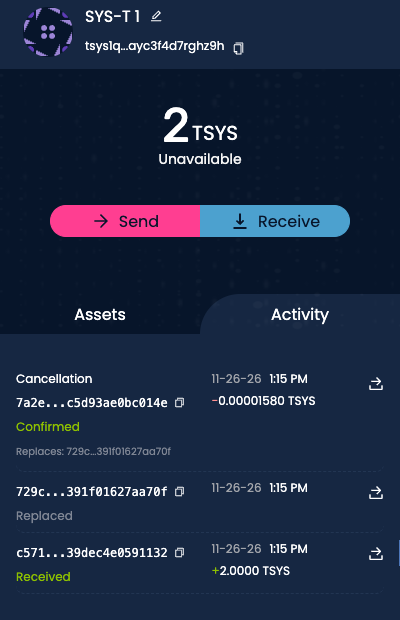 SYS-T 1
tsys1q...ayc3f4d7rghz9h
2 TSYS
Unavailable
Send
Receive
Assets
Activity
Cancellation
11-26-26 1:15 PM
7a2e...c5d93ae0bc014e
-0.00001580 TSYS
Confirmed
Replaces: 729c...391f01627aa70f
729c...391f01627aa70f
11-26-26 1:15 PM
Replaced
c571...39dec4e0591132
11-26-26 1:15 PM
+2.0000 TSYS
Received